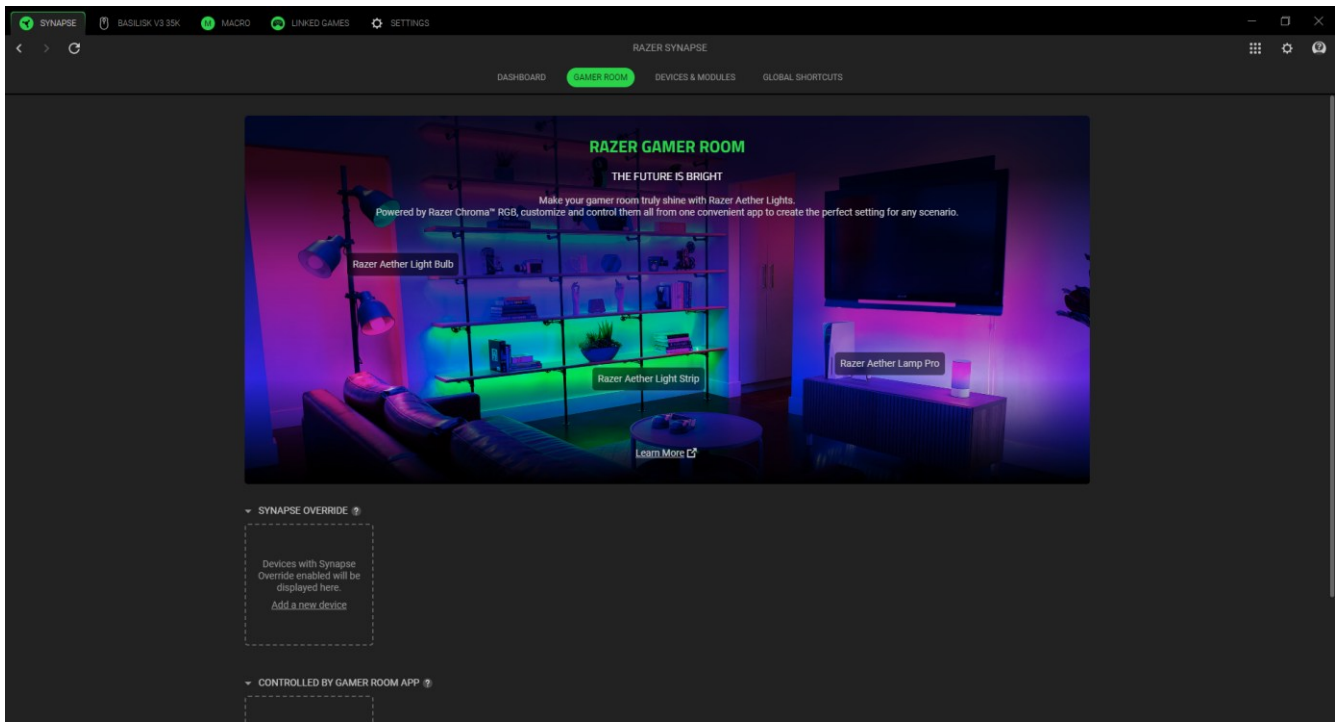 SYNAPSE
BASILISK V3 35K
M MACRO
LINKED GAMES
SETTINGS
RAZER SYNAPSE
DASHBOARD
GAMER ROOM
DEVICES & MODULES
GLOBAL SHORTCUTS
RAZER GAMER ROOM
THE FUTURE IS BRIGHT
Make your gamer room truly shine with Razer Aether Lights.
Powered by Razer Chroma™ RGB, customize and control them all from one convenient app to create the perfect setting for any scenario.
Razer Aether Light Bulb
Razer Aether Lamp Pro
Razer Aether Light Strip
Learn More
SYNAPSE OVERRIDE ?
Devices with Synapse
Override enabled will be
displayed here.
Add a new device
CONTROLLED BY GAMER ROOM APP ?